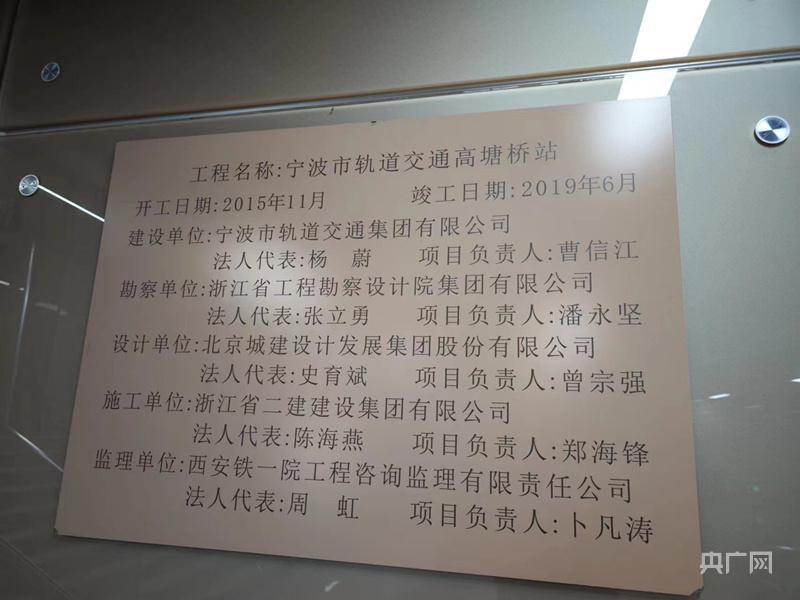 工程名称:宁波市轨道交通高塘桥站
开工日期:2015年11月 竣工日期:2019年6月
建设单位:宁波市轨道交通集团有限公司
法人代表:杨 蔚 项目负责人:曹信江
勘察单位:浙江省工程勘察设计院集团有限公司
法人代表:张立勇 项目负责人:潘永坚
设计单位:北京城建设计发展集团股份有限公司
法人代表:史育斌 项目负责人:曾宗强
施工单位:浙江省二建建设集团有限公司
法人代表:陈海燕 项目负责人:郑海锋
监理单位:西安铁一院工程咨询监理有限责任公司
法人代表:周 虹 项目负责人:卜凡涛
央广网